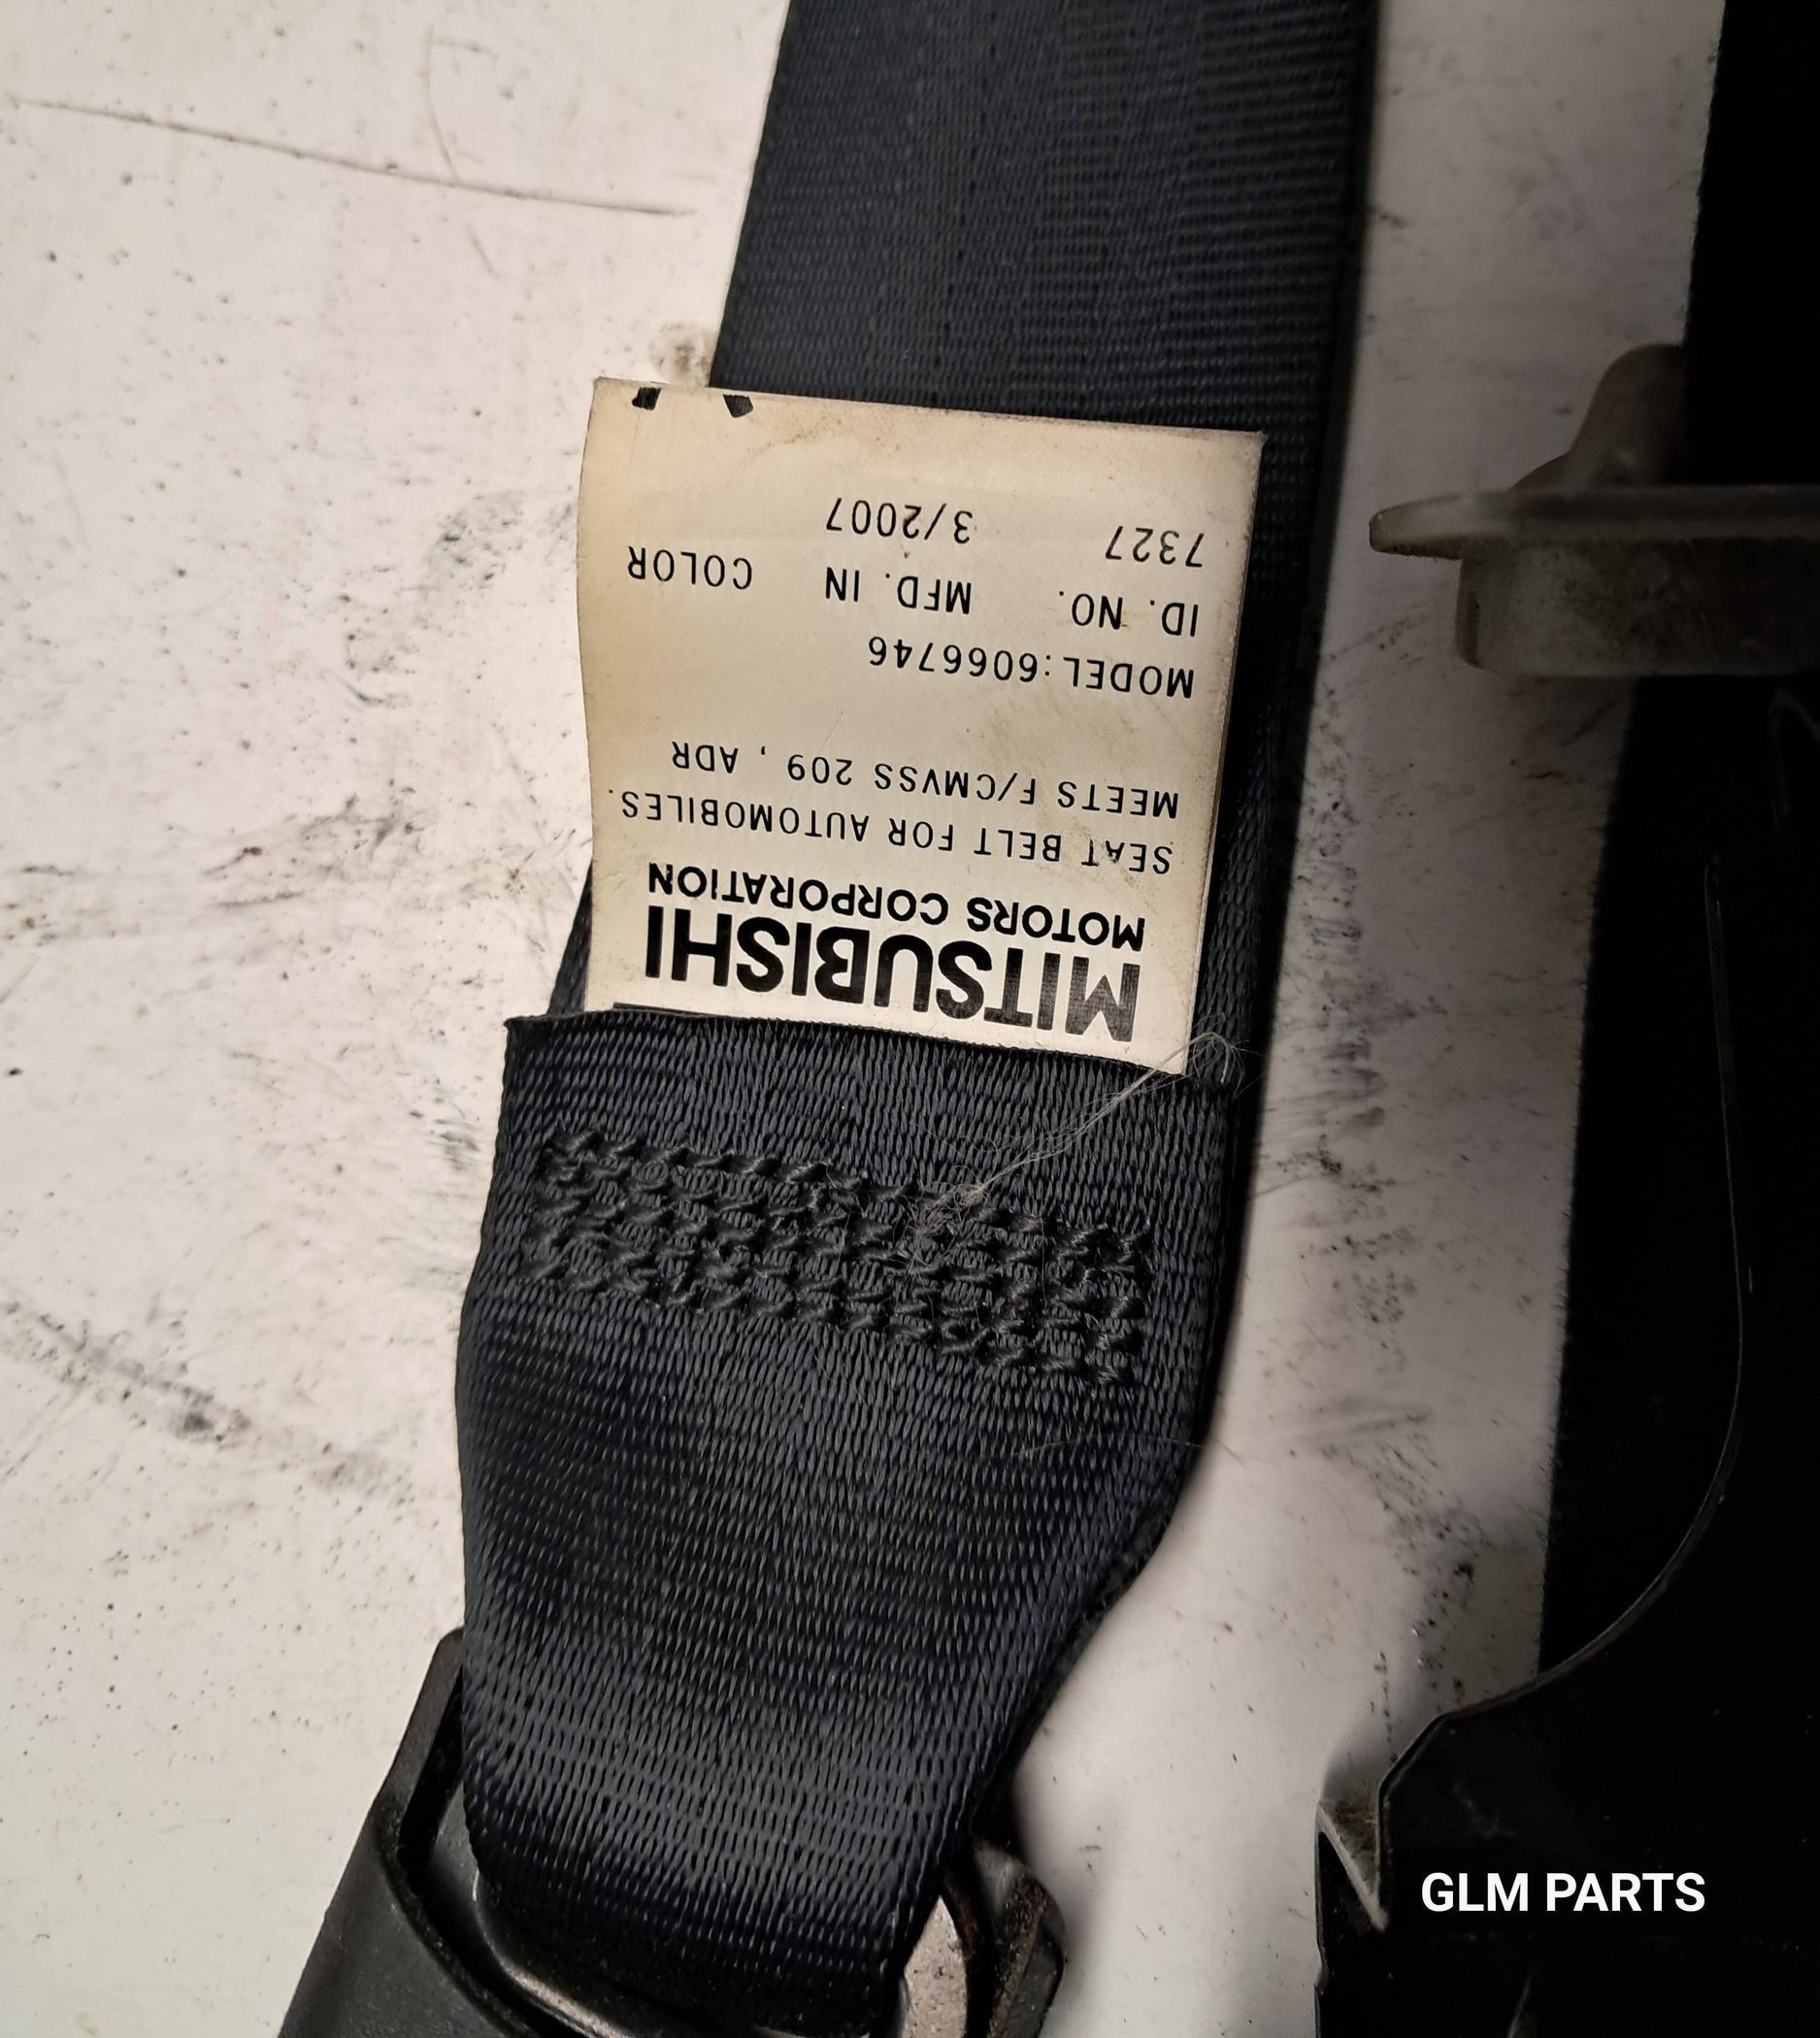 MITSUBISHI
MOTORS CORPORATION
SEAT BELT FOR AUTOMOBILES.
MEETS F/CMVSS 209 , ADR
MODEL:6066746
ID. NO. MFD. IN COLOR
7327 3/2007
GLM PARTS